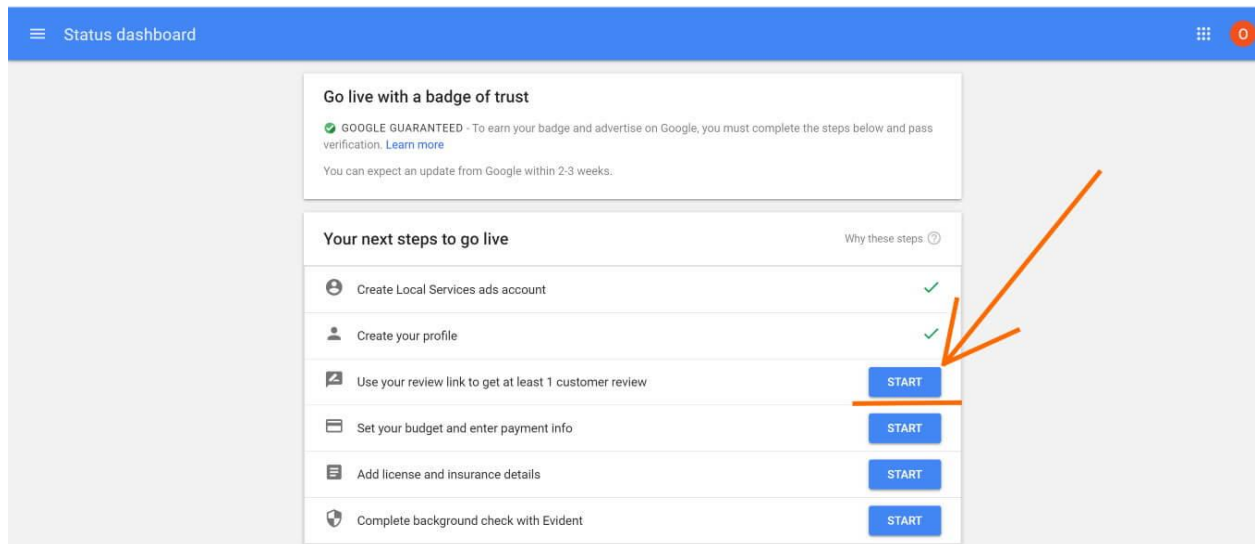 Status dashboard
O
Go live with a badge of trust
GOOGLE GUARANTEED - To earn your badge and advertise on Google, you must complete the steps below and pass
verification. Learn more
You can expect an update from Google within 2-3 weeks.
Your next steps to go live
Why these steps ?
Create Local Services ads account
Create your profile
Use your review link to get at least 1 customer review
START
Set your budget and enter payment info
START
Add license and insurance details
START
Complete background check with Evident
START